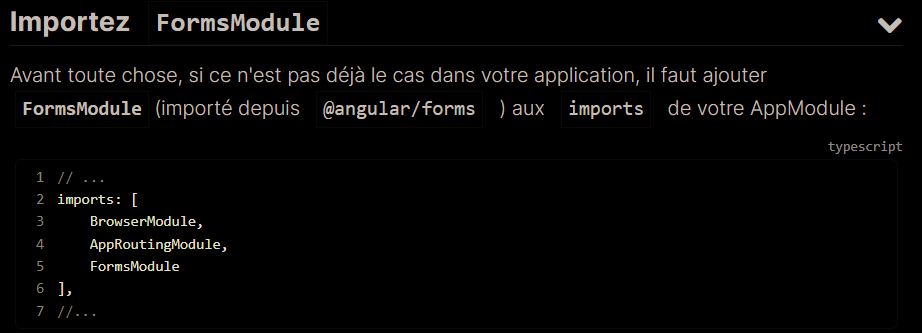 Importez FormsModule
Avant toute chose, si ce n'est pas déjà le cas dans votre application, il faut ajouter
FormsModule (importé depuis @angular/forms ) aux imports de votre AppModule :
typescript
1 // ...
2 imports: [
3     BrowserModule,
4     AppRoutingModule,
5     FormsModule
6 ],
7 //...